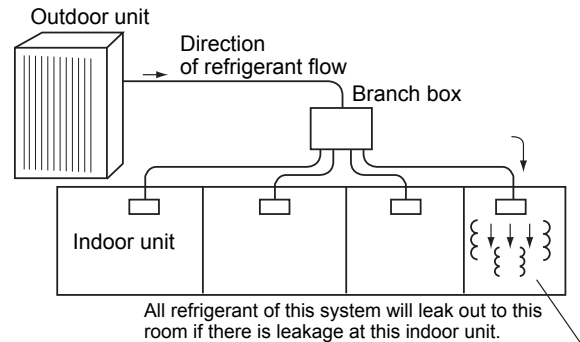 Outdoor unit
Direction
of refrigerant flow
Branch box
Indoor unit
All refrigerant of this system will leak out to this
room if there is leakage at this indoor unit.